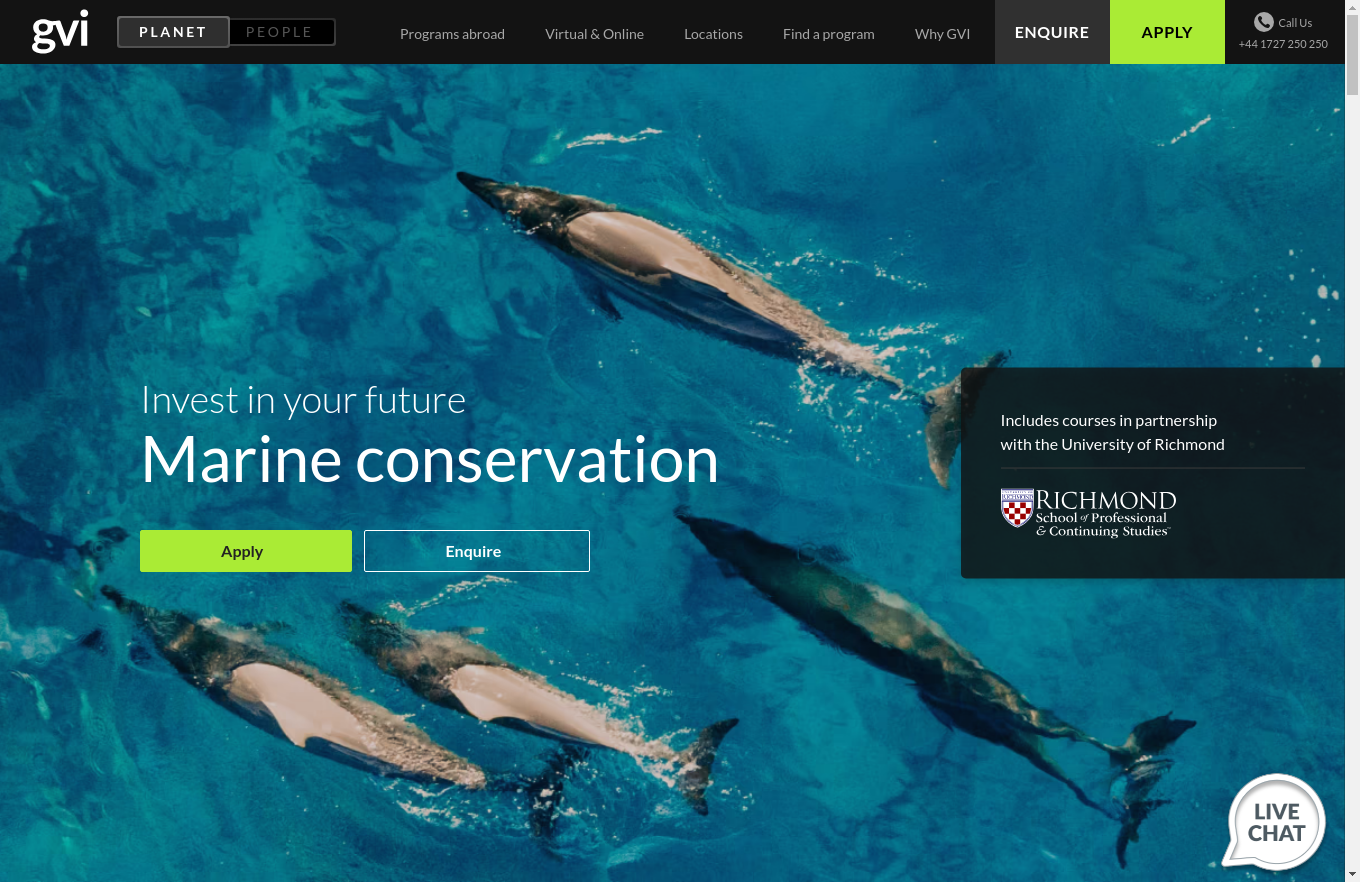 gvi
PLANET
PEOPLE
Programs abroad
Virtual & Online
Locations
Find a program
Why GVI
ENQUIRE
APPLY
Call Us
+44 1727 250 250
Invest in your future
Marine conservation
Apply
Enquire
Includes courses in partnership
with the University of Richmond
RICHMOND
School of Professional
& Continuing Studies™
LIVE
CHAT